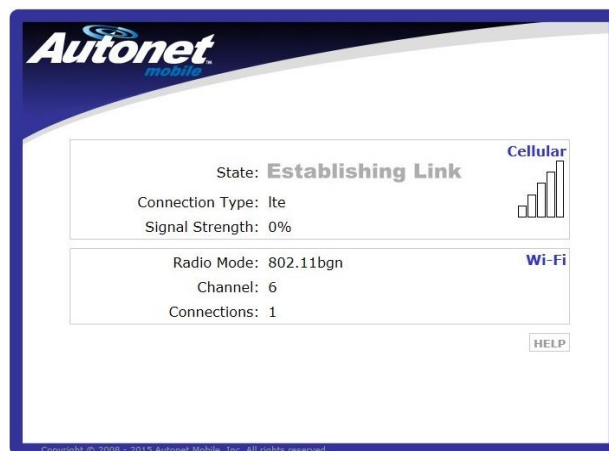 Autonet
mobile
Cellular
State: Establishing Link
Connection Type: lte
Signal Strength: 0%
Wi-Fi
Radio Mode: 802.11bgn
Channel: 6
Connections: 1
HELP
Copyright © 2008 - 2015 Autonet Mobile, Inc. All rights reserved.